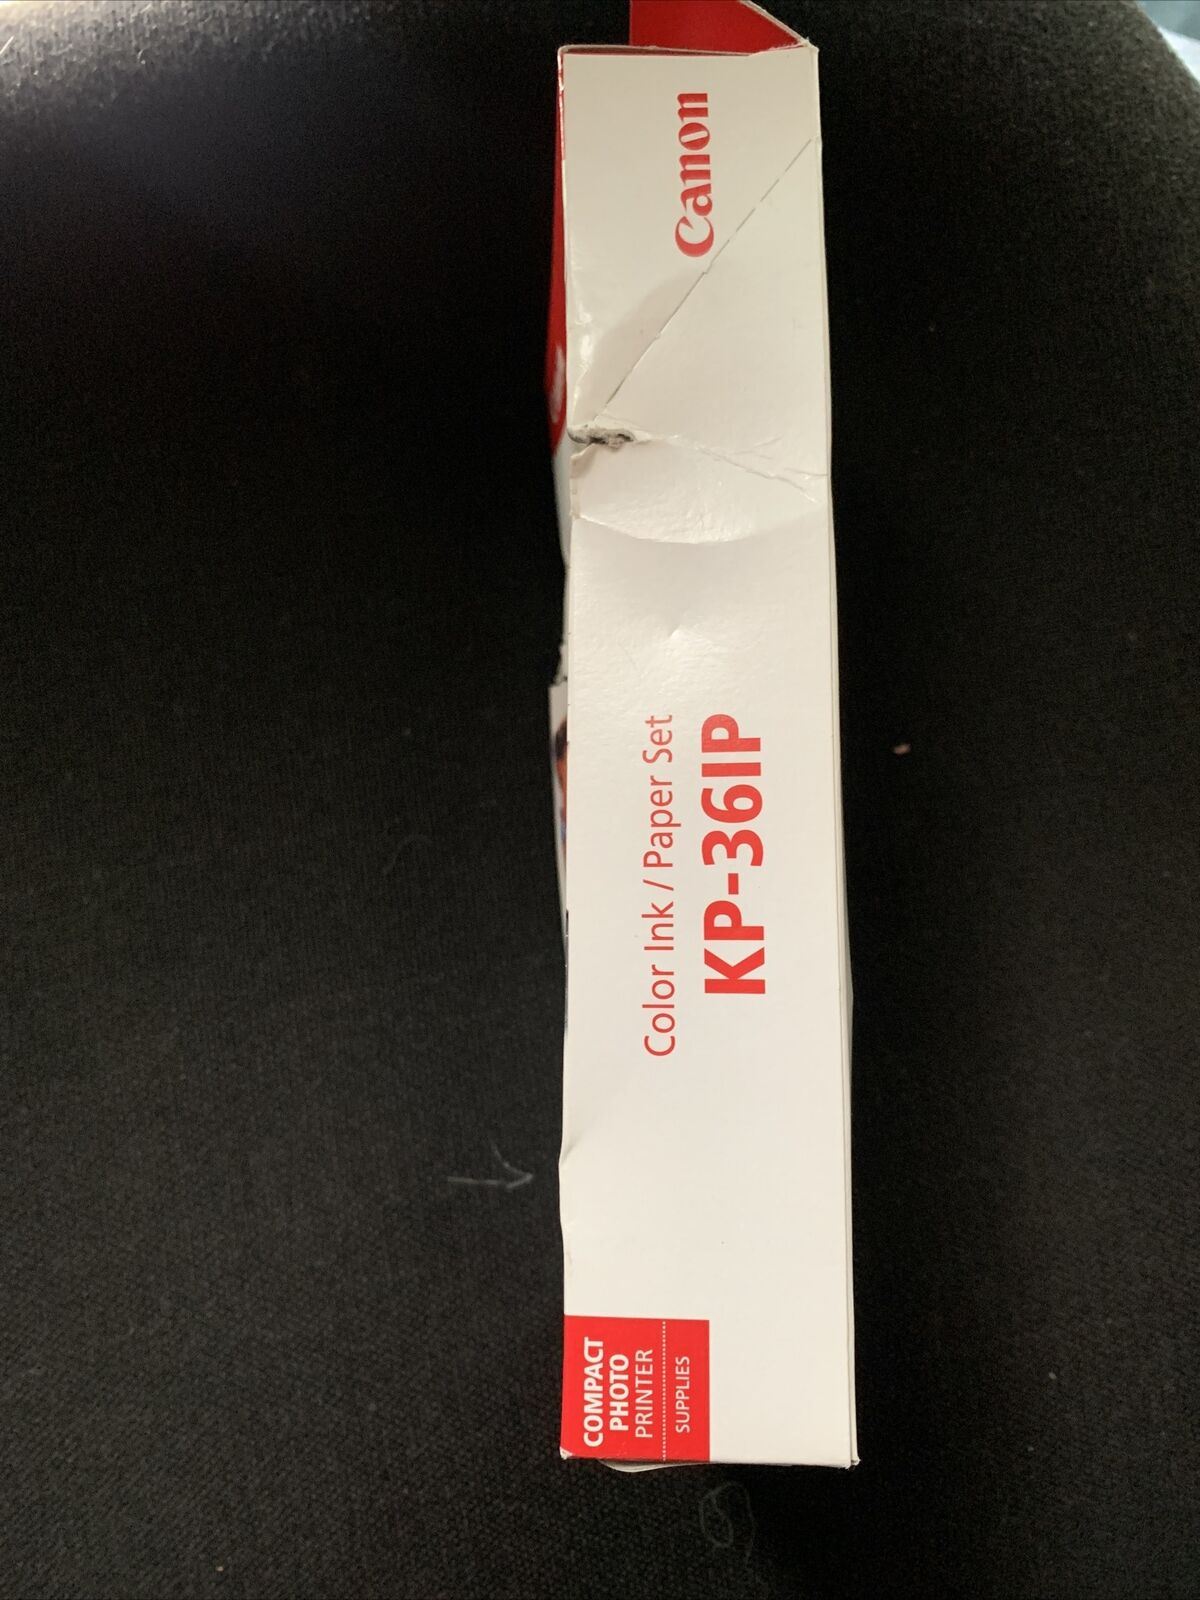 COMPACT
PHOTO
PRINTER
SUPPLIES
Color Ink / Paper Set
KP-36IP
Canon